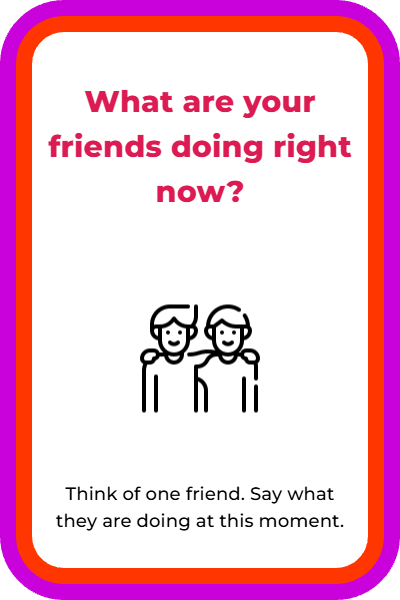 What are your
friends doing right
now?
Think of one friend. Say what
they are doing at this moment.